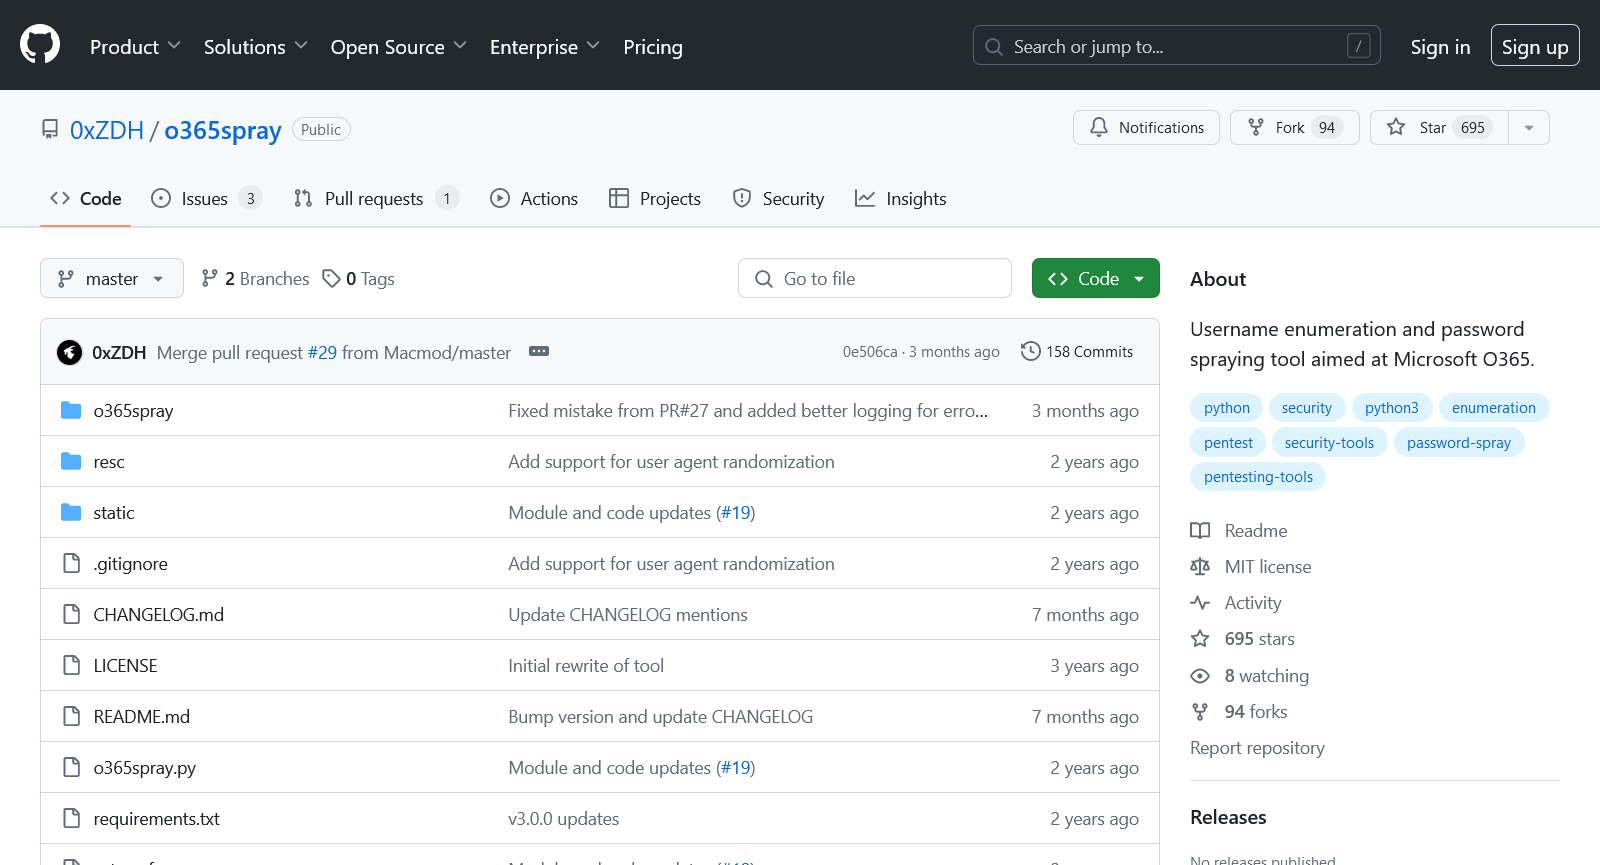 Product Solutions Open Source Enterprise Pricing Search or jump to... / Sign in Sign up
0xZDH / o365spray Public Notifications Fork 94 Star 695
Code Issues 3 Pull requests 1 Actions Projects Security Insights
master 2 Branches 0 Tags Go to file Code
0xZDH Merge pull request #29 from Macmod/master 0e506ca · 3 months ago 158 Commits
o365spray Fixed mistake from PR#27 and added better logging for erro... 3 months ago
resc Add support for user agent randomization 2 years ago
static Module and code updates (#19) 2 years ago
.gitignore Add support for user agent randomization 2 years ago
CHANGELOG.md Update CHANGELOG mentions 7 months ago
LICENSE Initial rewrite of tool 3 years ago
README.md Bump version and update CHANGELOG 7 months ago
o365spray.py Module and code updates (#19) 2 years ago
requirements.txt v3.0.0 updates 2 years ago
About
Username enumeration and password
spraying tool aimed at Microsoft O365.
python security python3 enumeration
pentest security-tools password-spray
pentesting-tools
Readme
MIT license
Activity
695 stars
8 watching
94 forks
Report repository
Releases
No releases published